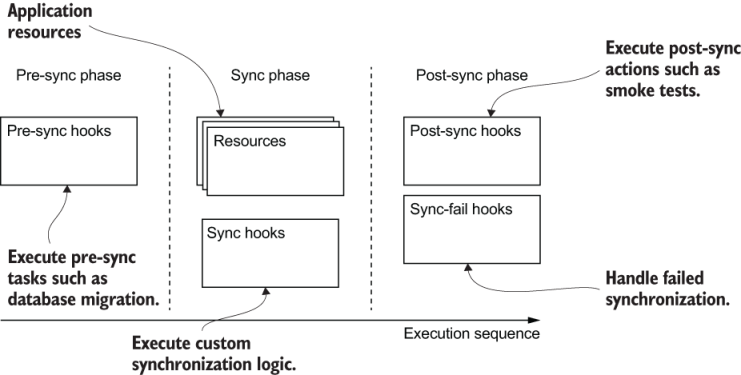 Application
resources
Pre-sync phase
Sync phase
Post-sync phase
Execute post-sync
actions such as
smoke tests.
Pre-sync hooks
Resources
Post-sync hooks
Sync hooks
Sync-fail hooks
Execute pre-sync
tasks such as
database migration.
Handle failed
synchronization.
Execute custom
synchronization logic.
Execution sequence